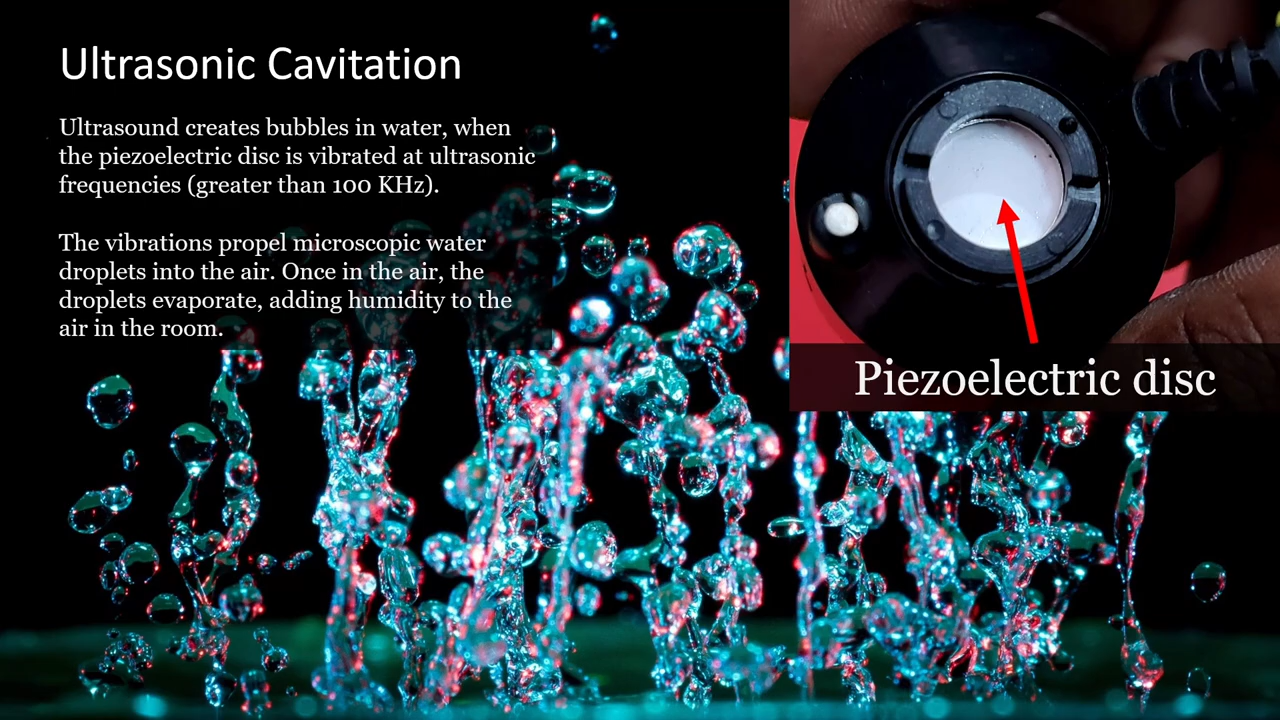 Ultrasonic Cavitation
Ultrasound creates bubbles in water, when
the piezoelectric disc is vibrated at ultrasonic
frequencies (greater than 100 KHz).
The vibrations propel microscopic water
droplets into the air. Once in the air, the
droplets evaporate, adding humidity to the
air in the room.
Piezoelectric disc